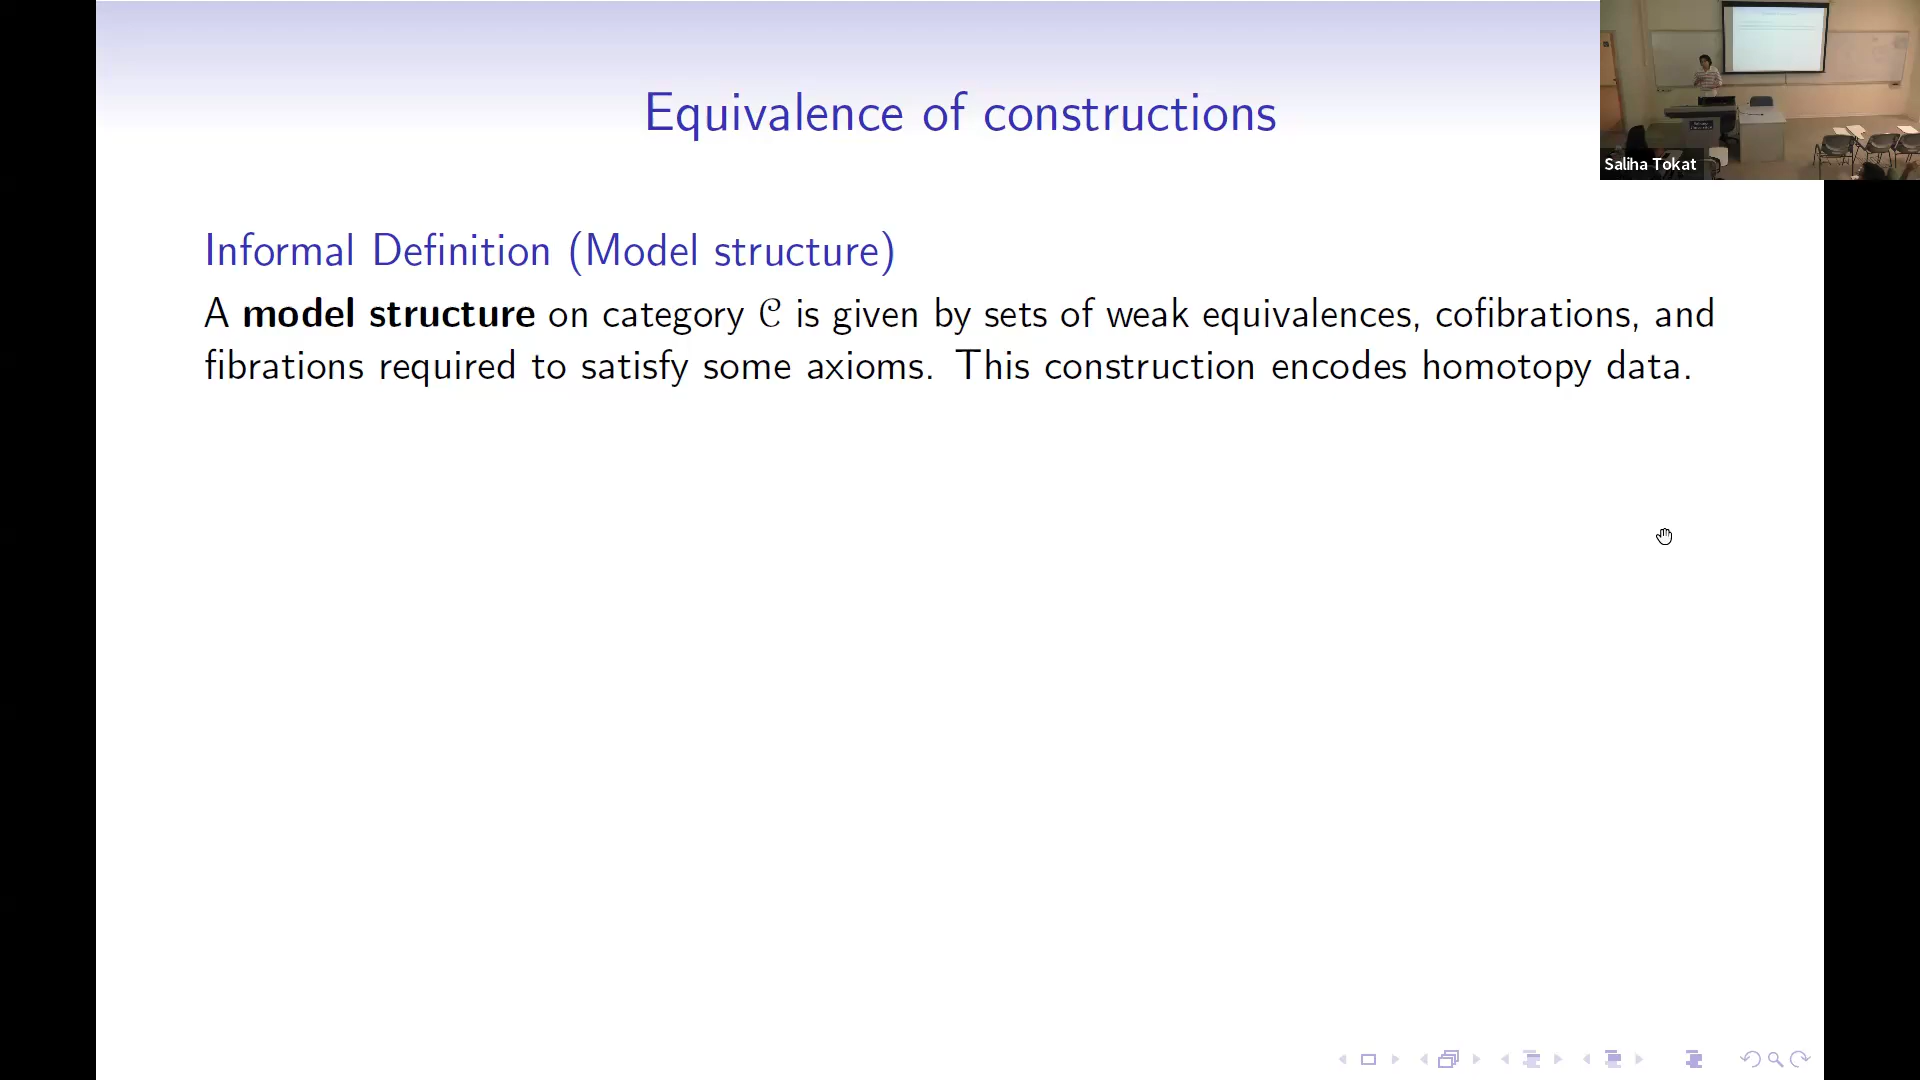 Equivalence of constructions
Saliha Tokat
Informal Definition (Model structure)
A model structure on category 𝒞 is given by sets of weak equivalences, cofibrations, and
fibrations required to satisfy some axioms. This construction encodes homotopy data.